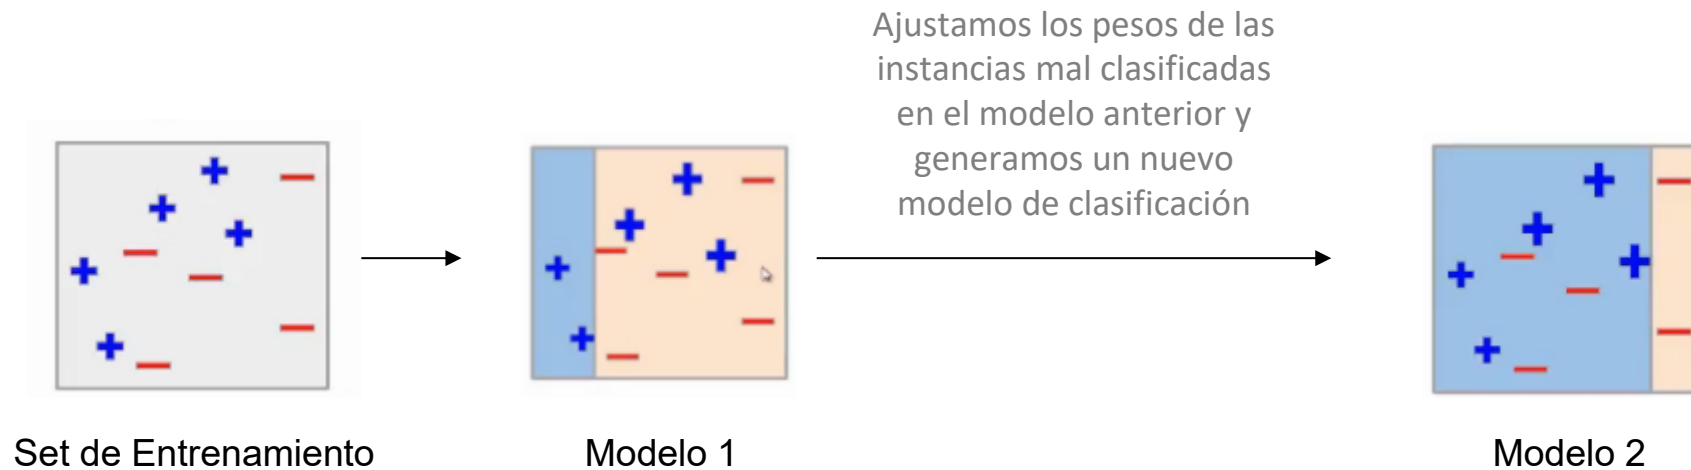 Ajustamos los pesos de las
instancias mal clasificadas
en el modelo anterior y
generamos un nuevo
modelo de clasificación
Set de Entrenamiento
Modelo 1
Modelo 2